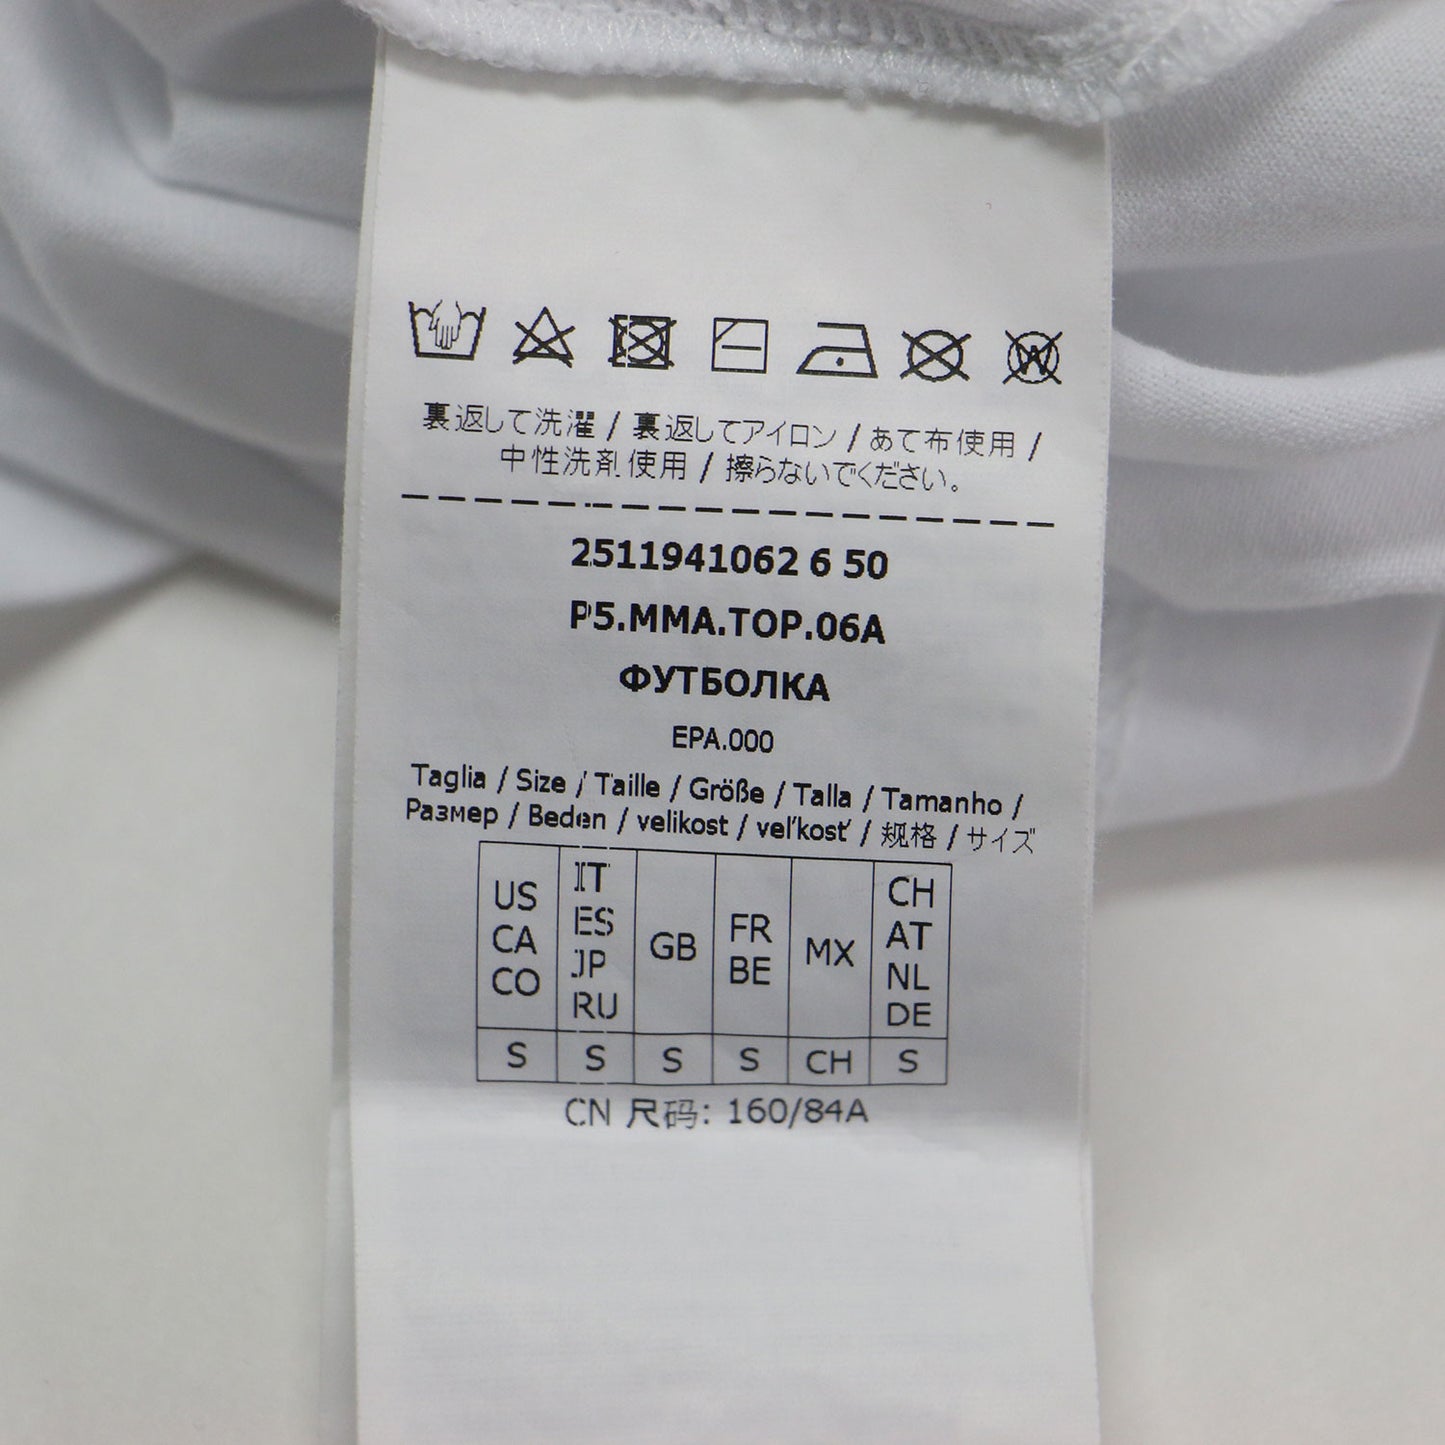 裏返して洗濯 / 裏返してアイロン / あて布使用 /
中性洗剤使用 / 擦らないでください。
2511941062 6 50
P5.MMA.TOP.06A
ФУТБОЛКА
EPA.000
Taglia / Size / Taille / Größe / Talla / Tamanho /
Размер / Beden / velikost / veľkosť / 规格 / サイズ
US CA CO IT ES JP RU GB FR BE MX CH AT NL DE
S S S S CH S
CN 尺码: 160/84A